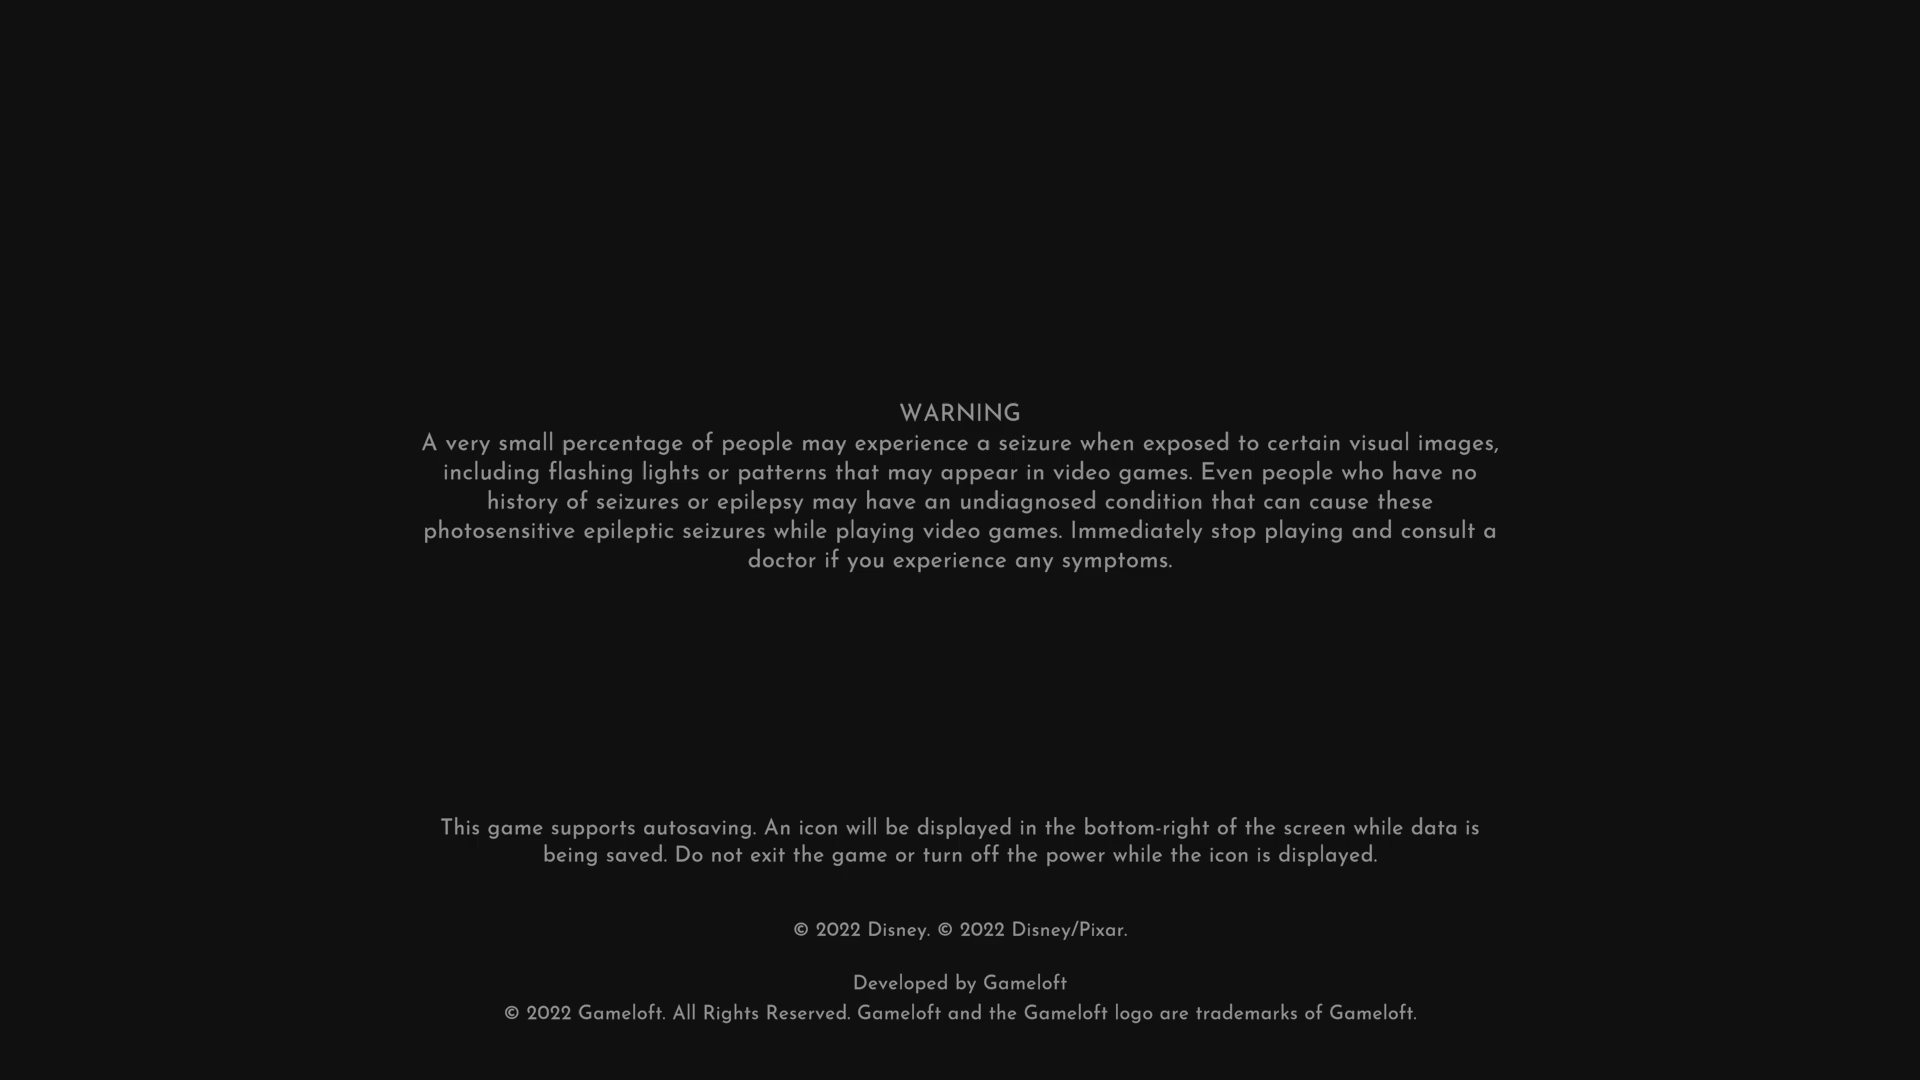 WARNING
A very small percentage of people may experience a seizure when exposed to certain visual images,
including flashing lights or patterns that may appear in video games. Even people who have no
history of seizures or epilepsy may have an undiagnosed condition that can cause these
photosensitive epileptic seizures while playing video games. Immediately stop playing and consult a
doctor if you experience any symptoms.
This game supports autosaving. An icon will be displayed in the bottom-right of the screen while data is
being saved. Do not exit the game or turn off the power while the icon is displayed.
© 2022 Disney. © 2022 Disney/Pixar.
Developed by Gameloft
© 2022 Gameloft. All Rights Reserved. Gameloft and the Gameloft logo are trademarks of Gameloft.